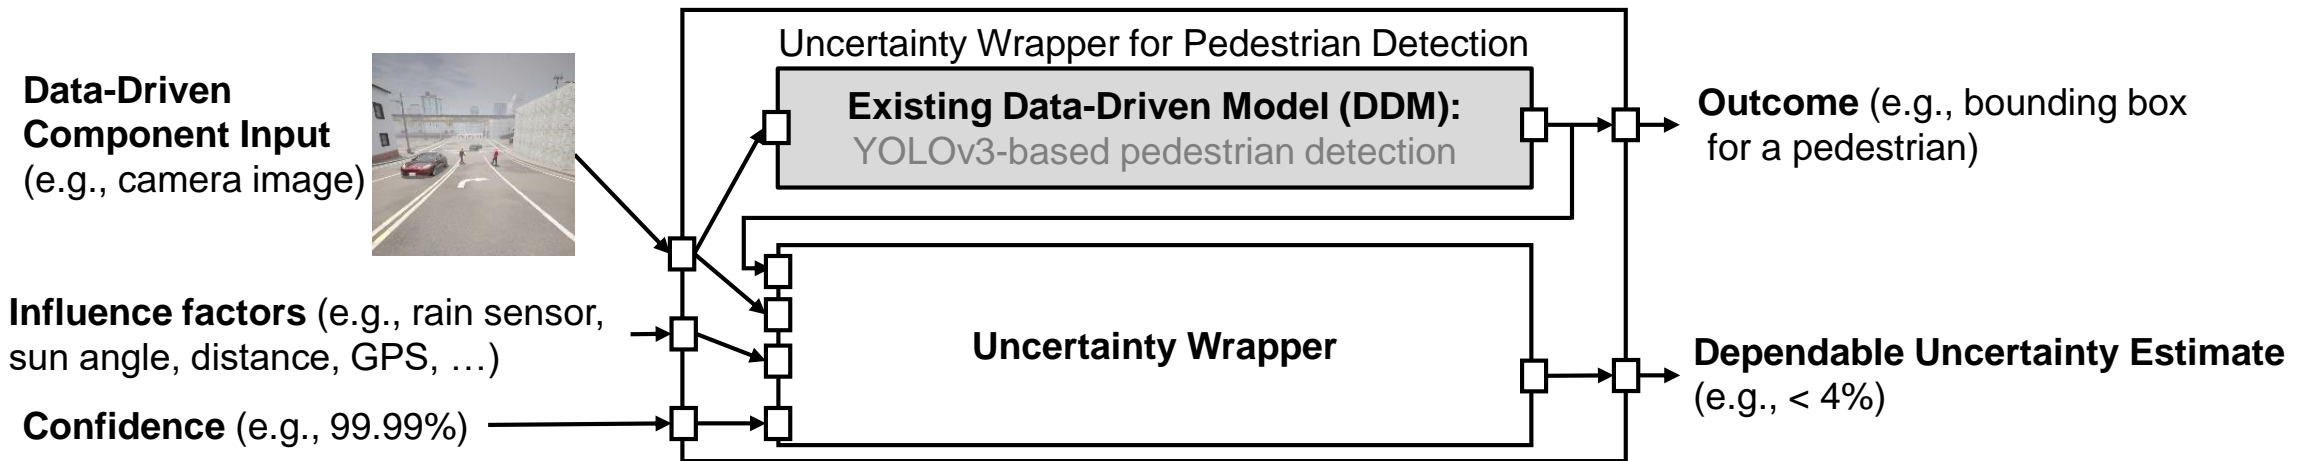 Uncertainty Wrapper for Pedestrian Detection
Data-Driven
Component Input
(e.g., camera image)
Existing Data-Driven Model (DDM):
YOLOv3-based pedestrian detection
Outcome (e.g., bounding box
for a pedestrian)
Influence factors (e.g., rain sensor,
sun angle, distance, GPS, …)
Confidence (e.g., 99.99%)
Uncertainty Wrapper
Dependable Uncertainty Estimate
(e.g., < 4%)